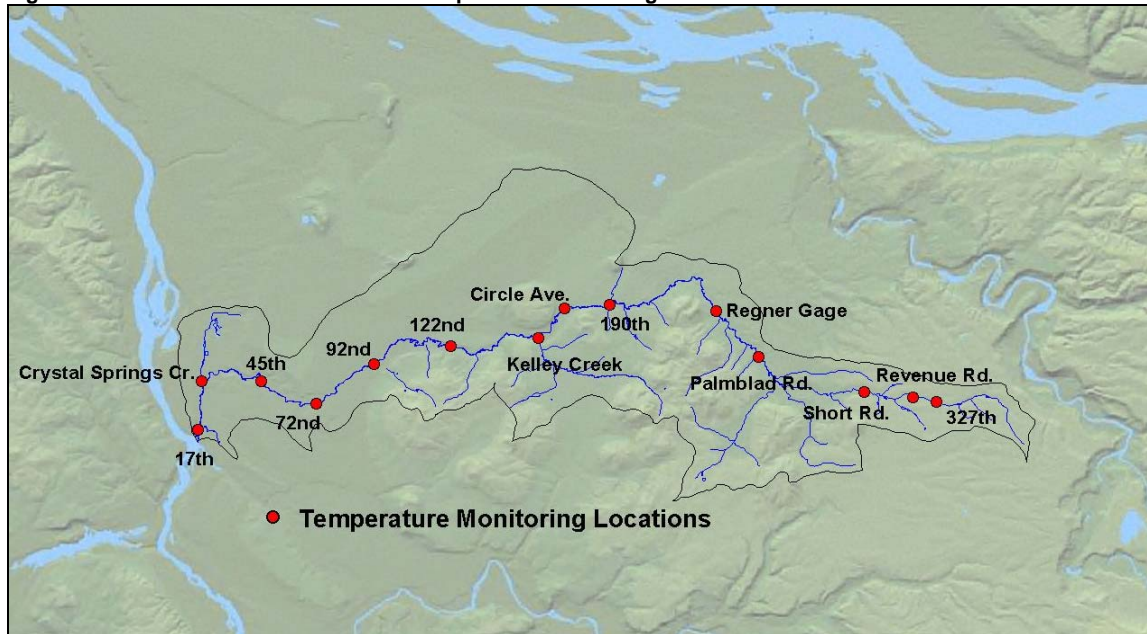 Circle Ave.
190th
Regner Gage
122nd
92nd
Kelley Creek
Crystal Springs Cr.
45th
Palmblad Rd.
Revenue Rd.
72nd
Short Rd.
327th
17th
Temperature Monitoring Locations